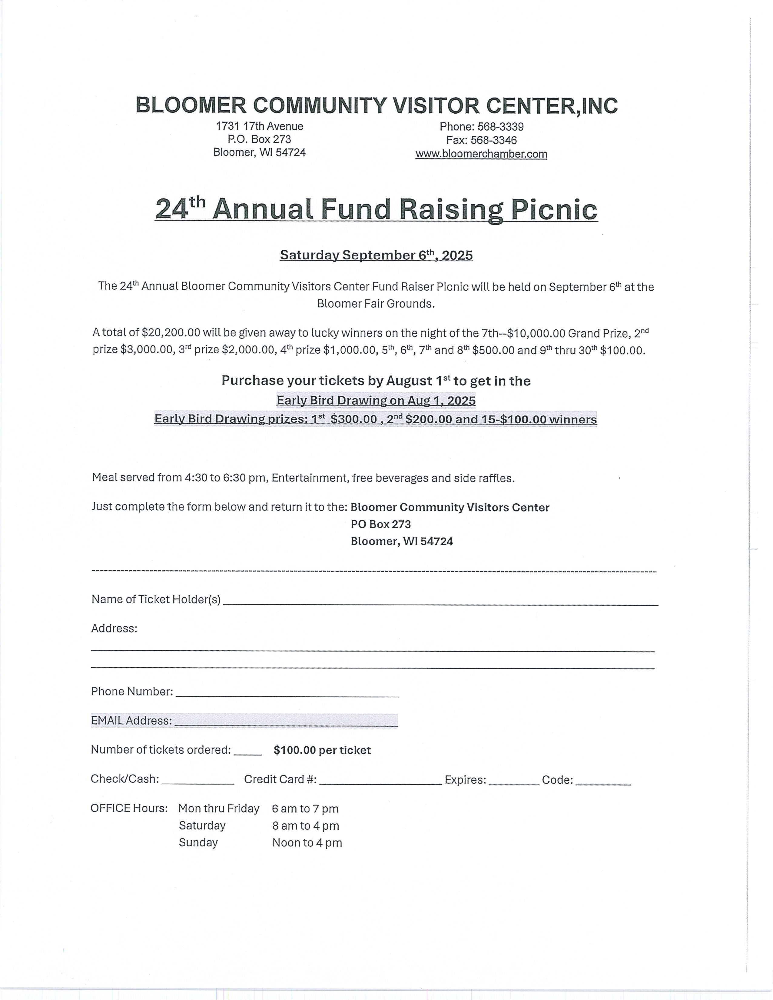 BLOOMER COMMUNITY VISITOR CENTER,INC
1731 17th Avenue
P.O. Box 273
Bloomer, WI 54724
Phone: 568-3339
Fax: 568-3346
www.bloomerchamber.com
24th Annual Fund Raising Picnic
Saturday September 6th, 2025
The 24th Annual Bloomer Community Visitors Center Fund Raiser Picnic will be held on September 6th at the
Bloomer Fair Grounds.
A total of $20,200.00 will be given away to lucky winners on the night of the 7th--$10,000.00 Grand Prize, 2nd
prize $3,000.00, 3rd prize $2,000.00, 4th prize $1,000.00, 5th, 6th, 7th and 8th $500.00 and 9th thru 30th $100.00.
Purchase your tickets by August 1st to get in the
Early Bird Drawing on Aug 1, 2025
Early Bird Drawing prizes: 1st $300.00 , 2nd $200.00 and 15-$100.00 winners
Meal served from 4:30 to 6:30 pm, Entertainment, free beverages and side raffles.
Just complete the form below and return it to the: Bloomer Community Visitors Center
PO Box 273
Bloomer, WI 54724
Name of Ticket Holder(s)
Address:
Phone Number:
EMAIL Address:
Number of tickets ordered: $100.00 per ticket
Check/Cash: Credit Card #: Expires: Code:
OFFICE Hours: Mon thru Friday 6 am to 7 pm
Saturday 8 am to 4 pm
Sunday Noon to 4 pm